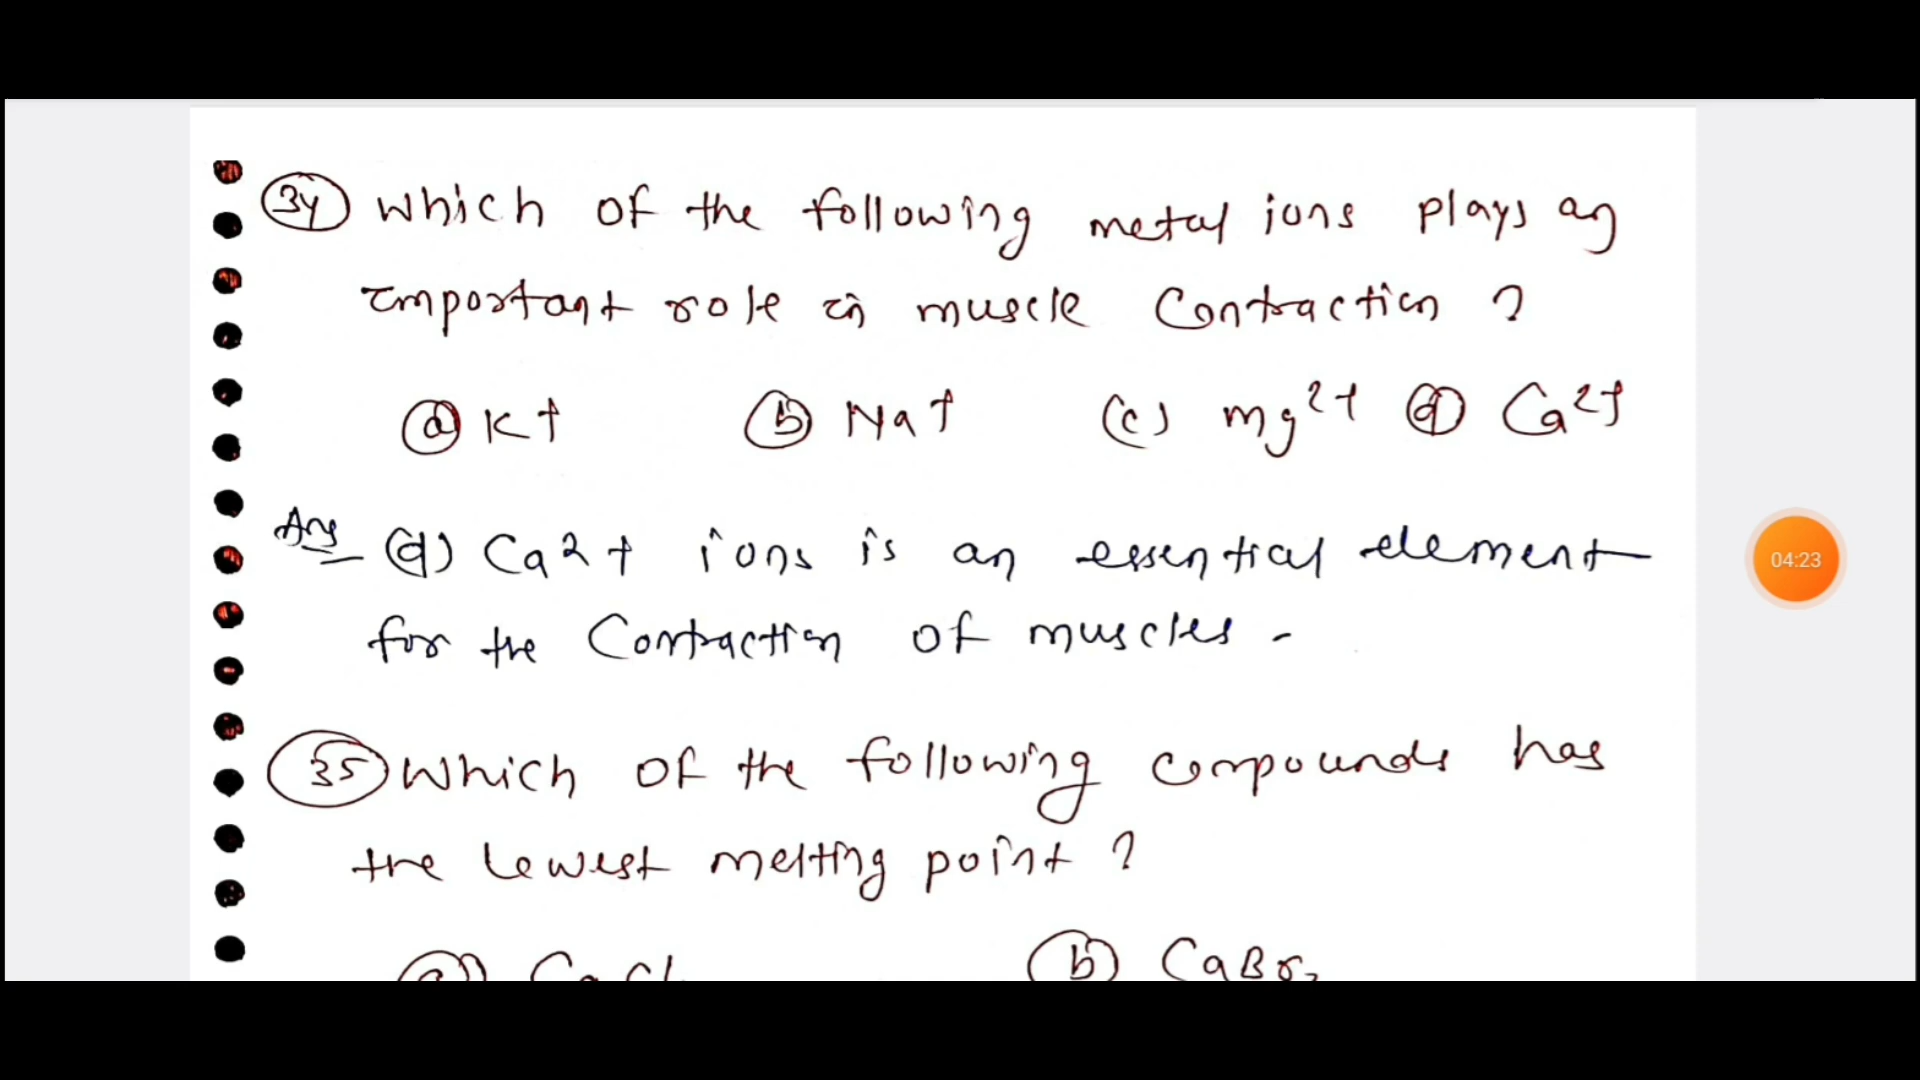 34 Which of the following metal ions plays an
important role in muscle Contraction ?
(a) K+ (b) Na+ (c) mg2+ (d) Ca2+
Ans (d) Ca2+ ions is an essential element
for the Contraction of muscles -
04:23
35 Which of the following compounds has
the lowest melting point ?
(b) CaBr2